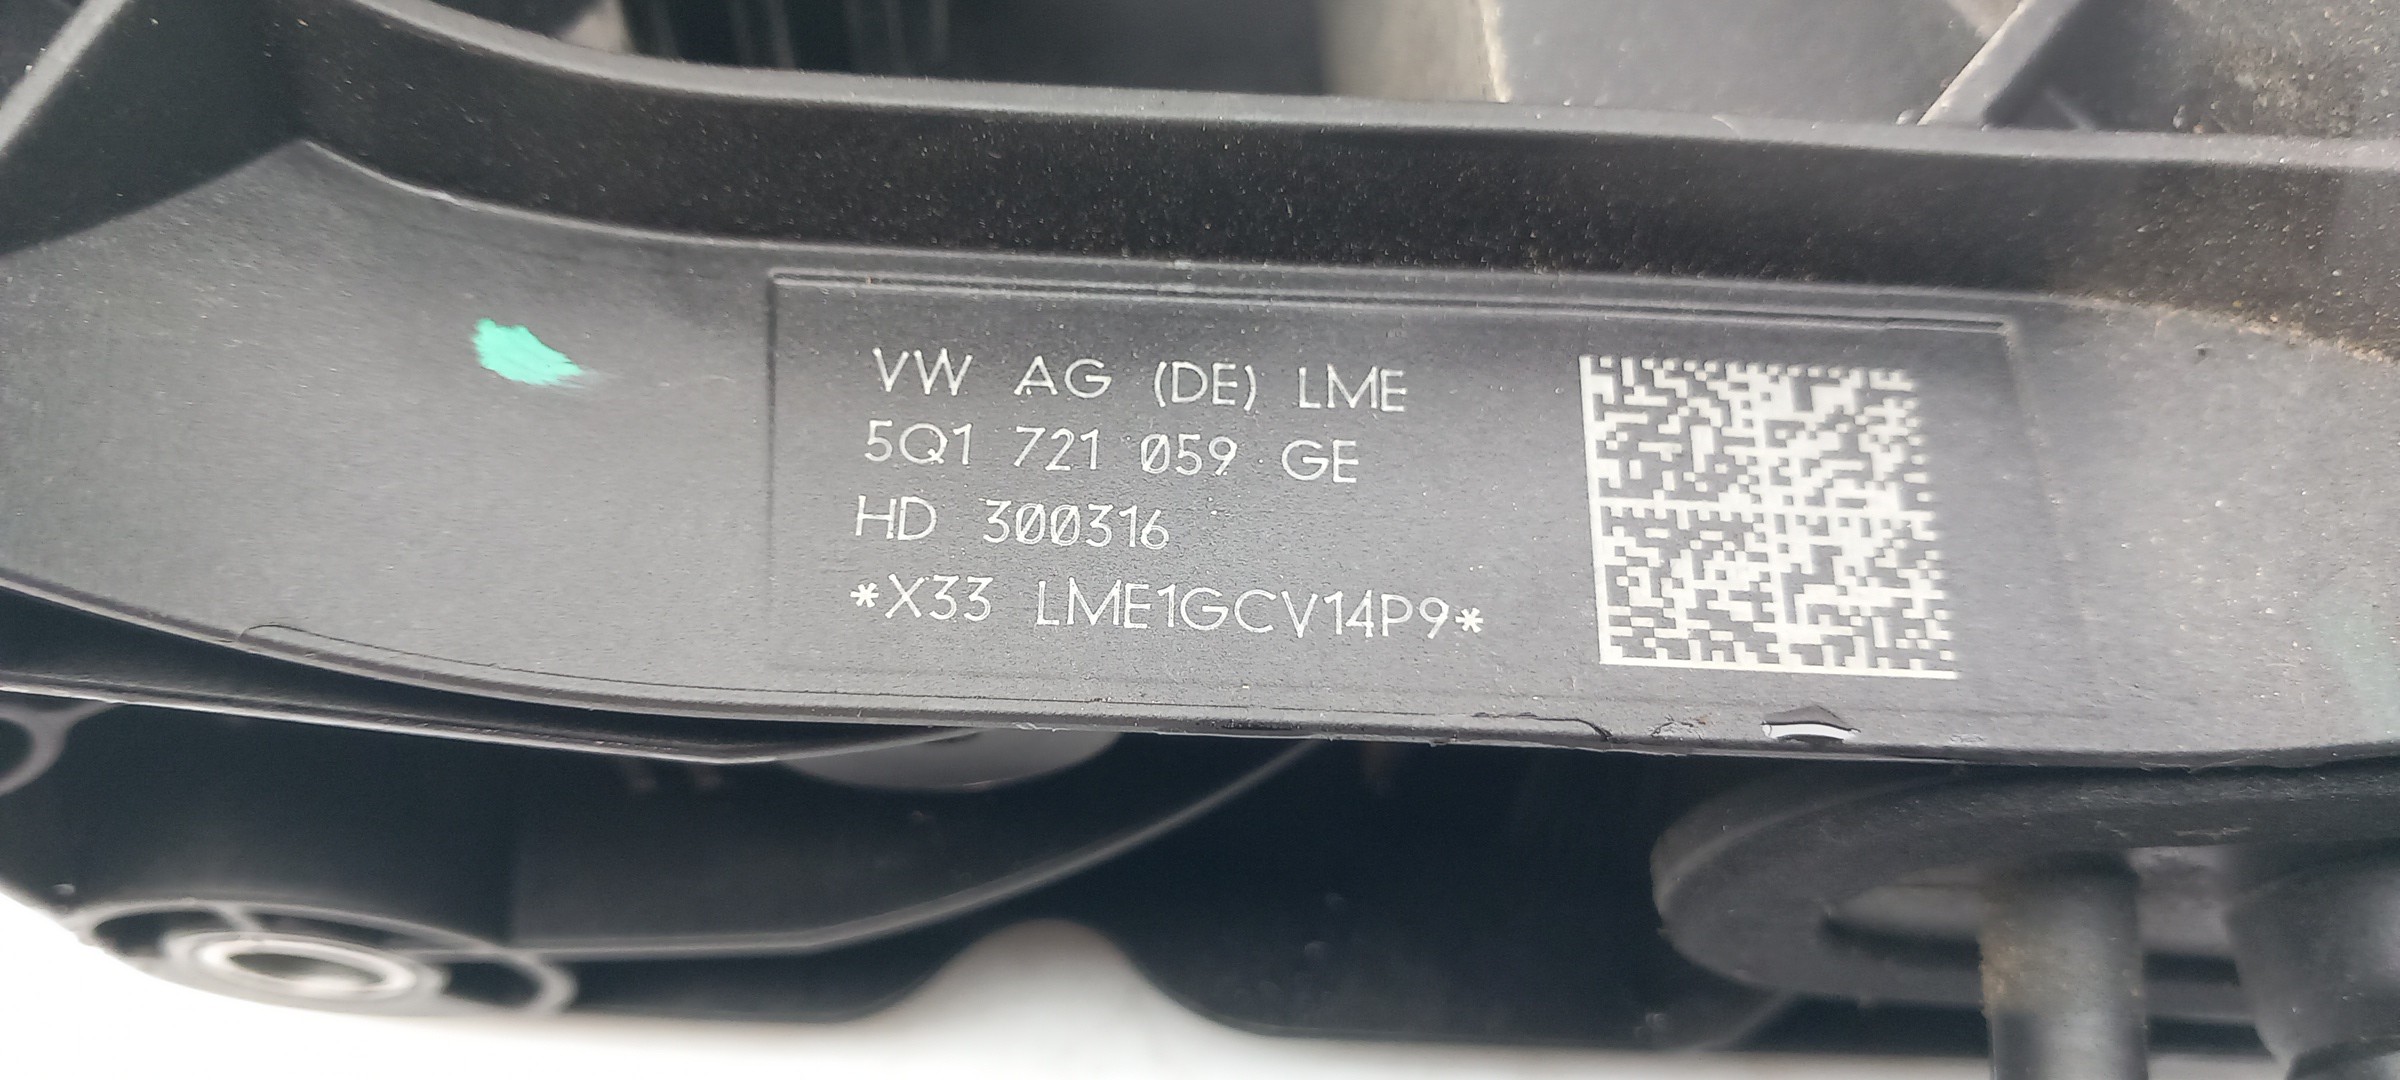 VW AG (DE) LME
5Q1 721 059 GE
HD 300316
*X33 LME1GCV14P9*